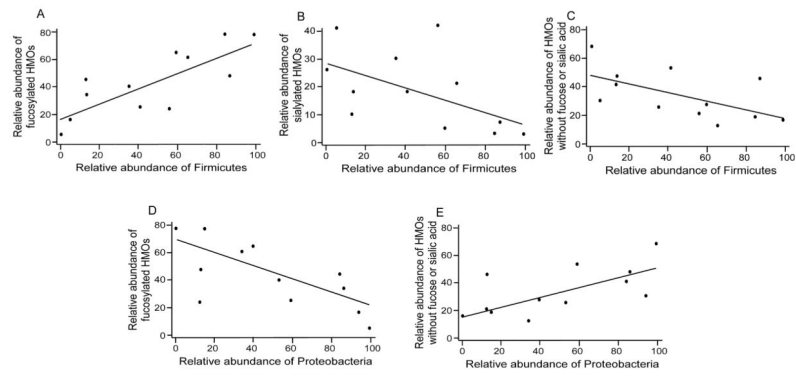 A
Relative abundance of
fucosylated HMOs
80
60
40
20
0
0 20 40 60 80 100
Relative abundance of Firmicutes
B
Relative abundance of
sialylated HMOs
40
30
20
10
0
0 20 40 60 80 100
Relative abundance of Firmicutes
C
Relative abundance of HMOs
without fucose or sialic acid
80
60
40
20
0
0 20 40 60 80 100
Relative abundance of Firmicutes
D
Relative abundance of
fucosylated HMOs
80
60
40
20
0
0 20 40 60 80 100
Relative abundance of Proteobacteria
E
Relative abundance of HMOs
without fucose or sialic acid
80
60
40
20
0
0 20 40 60 80 100
Relative abundance of Proteobacteria